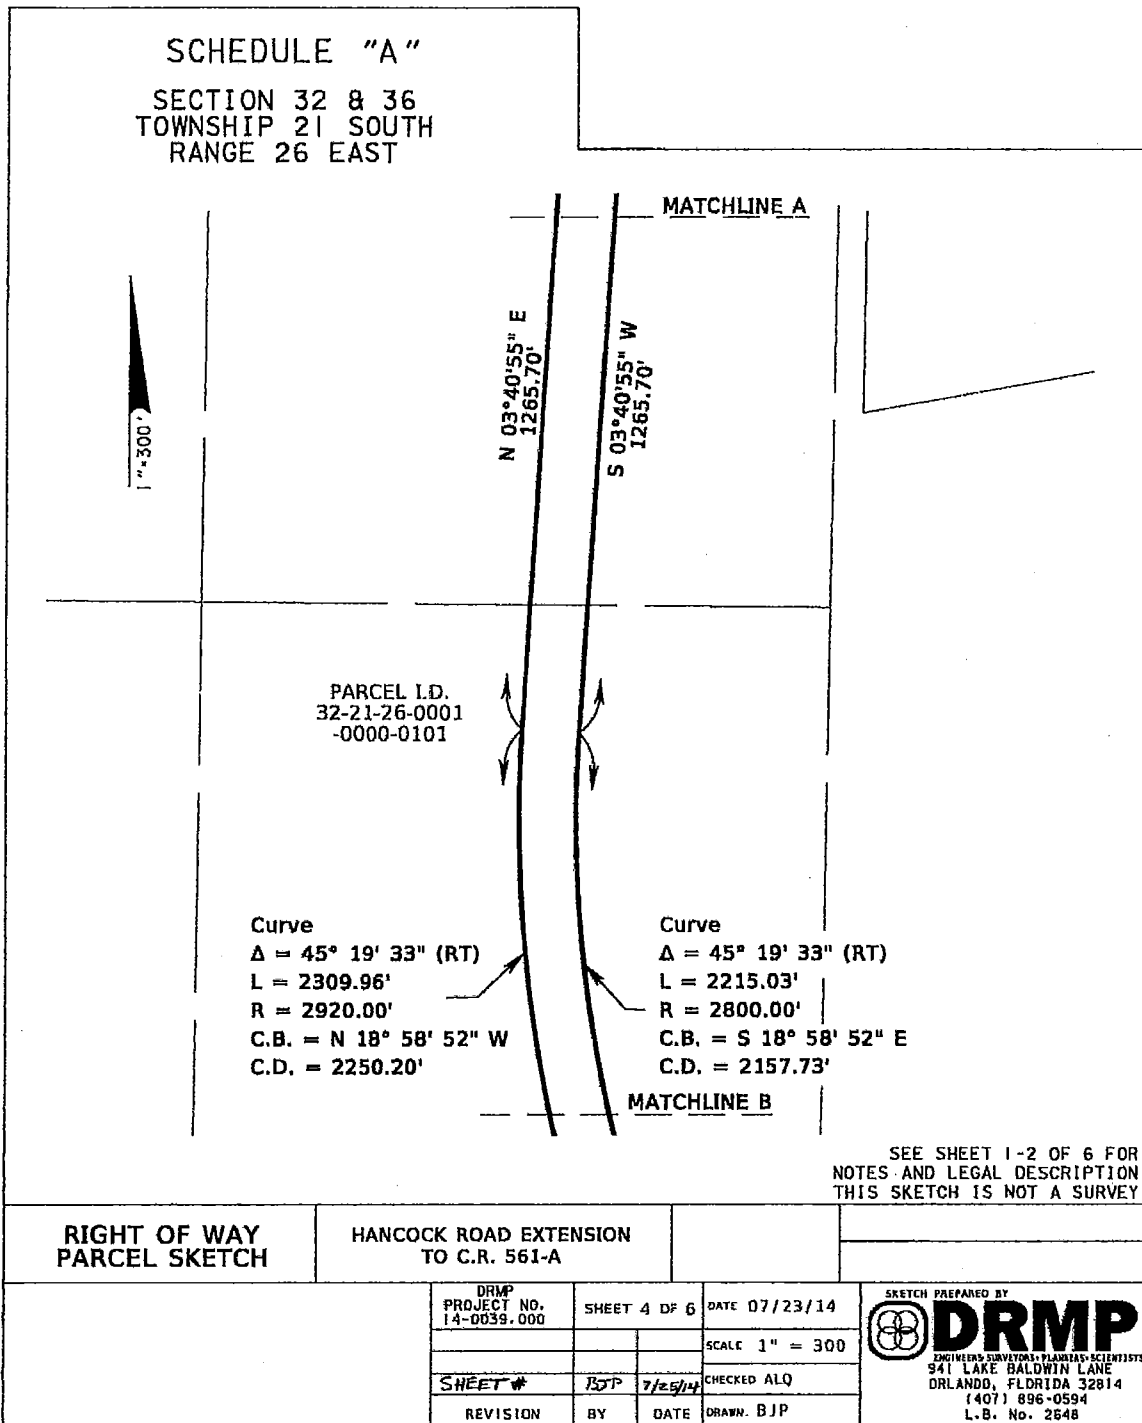 SCHEDULE "A"
SECTION 32 & 36
TOWNSHIP 21 SOUTH
RANGE 26 EAST
MATCHLINE A
1"=300'
N 03°40'55" E
1265.70'
S 03°40'55" W
1265.70'
PARCEL I.D.
32-21-26-0001
-0000-0101
Curve
Δ = 45° 19' 33" (RT)
L = 2309.96'
R = 2920.00'
C.B. = N 18° 58' 52" W
C.D. = 2250.20'
Curve
Δ = 45° 19' 33" (RT)
L = 2215.03'
R = 2800.00'
C.B. = S 18° 58' 52" E
C.D. = 2157.73'
MATCHLINE B
SEE SHEET 1-2 OF 6 FOR
NOTES AND LEGAL DESCRIPTION
THIS SKETCH IS NOT A SURVEY
RIGHT OF WAY
PARCEL SKETCH
HANCOCK ROAD EXTENSION
TO C.R. 561-A
DRMP
PROJECT NO.
14-0039.000
SHEET 4 OF 6
DATE 07/23/14
SCALE 1" = 300
SHEET #
BJP
7/25/14
CHECKED ALQ
REVISION
BY
DATE
DRAWN. BJP
SKETCH PREPARED BY
DRMP
ENGINEERS•SURVEYORS•PLANNERS•SCIENTISTS
941 LAKE BALDWIN LANE
ORLANDO, FLORIDA 32814
(407) 896-0594
L.B. No. 2648